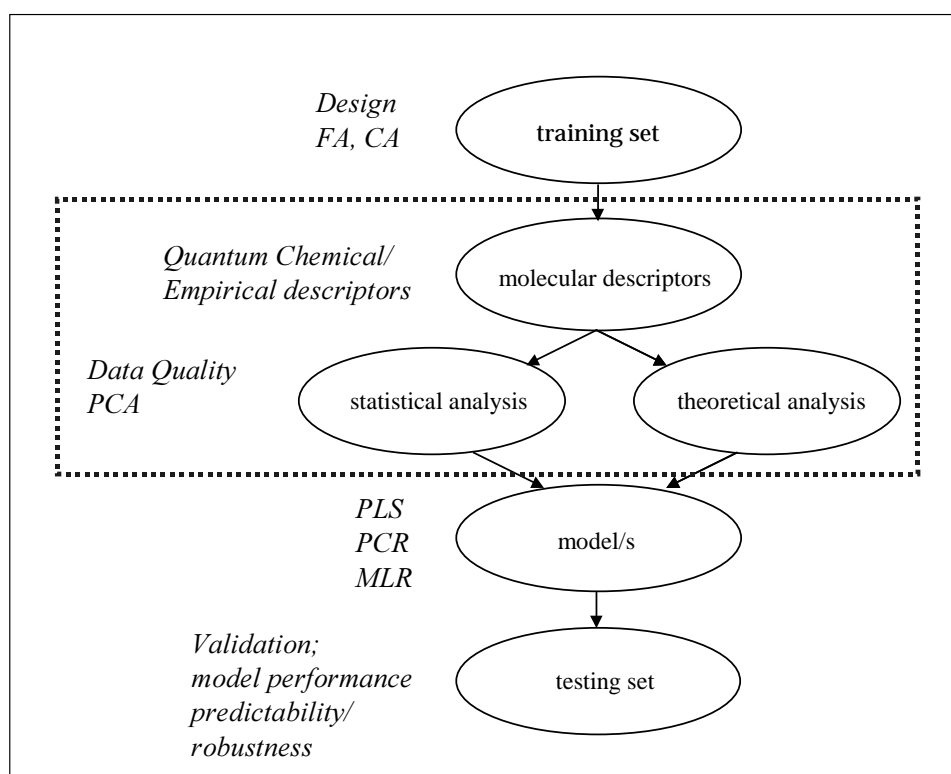 Design
FA, CA
training set
Quantum Chemical/
Empirical descriptors
molecular descriptors
Data Quality
PCA
statistical analysis
theoretical analysis
PLS
PCR
MLR
model/s
Validation;
model performance
predictability/
robustness
testing set